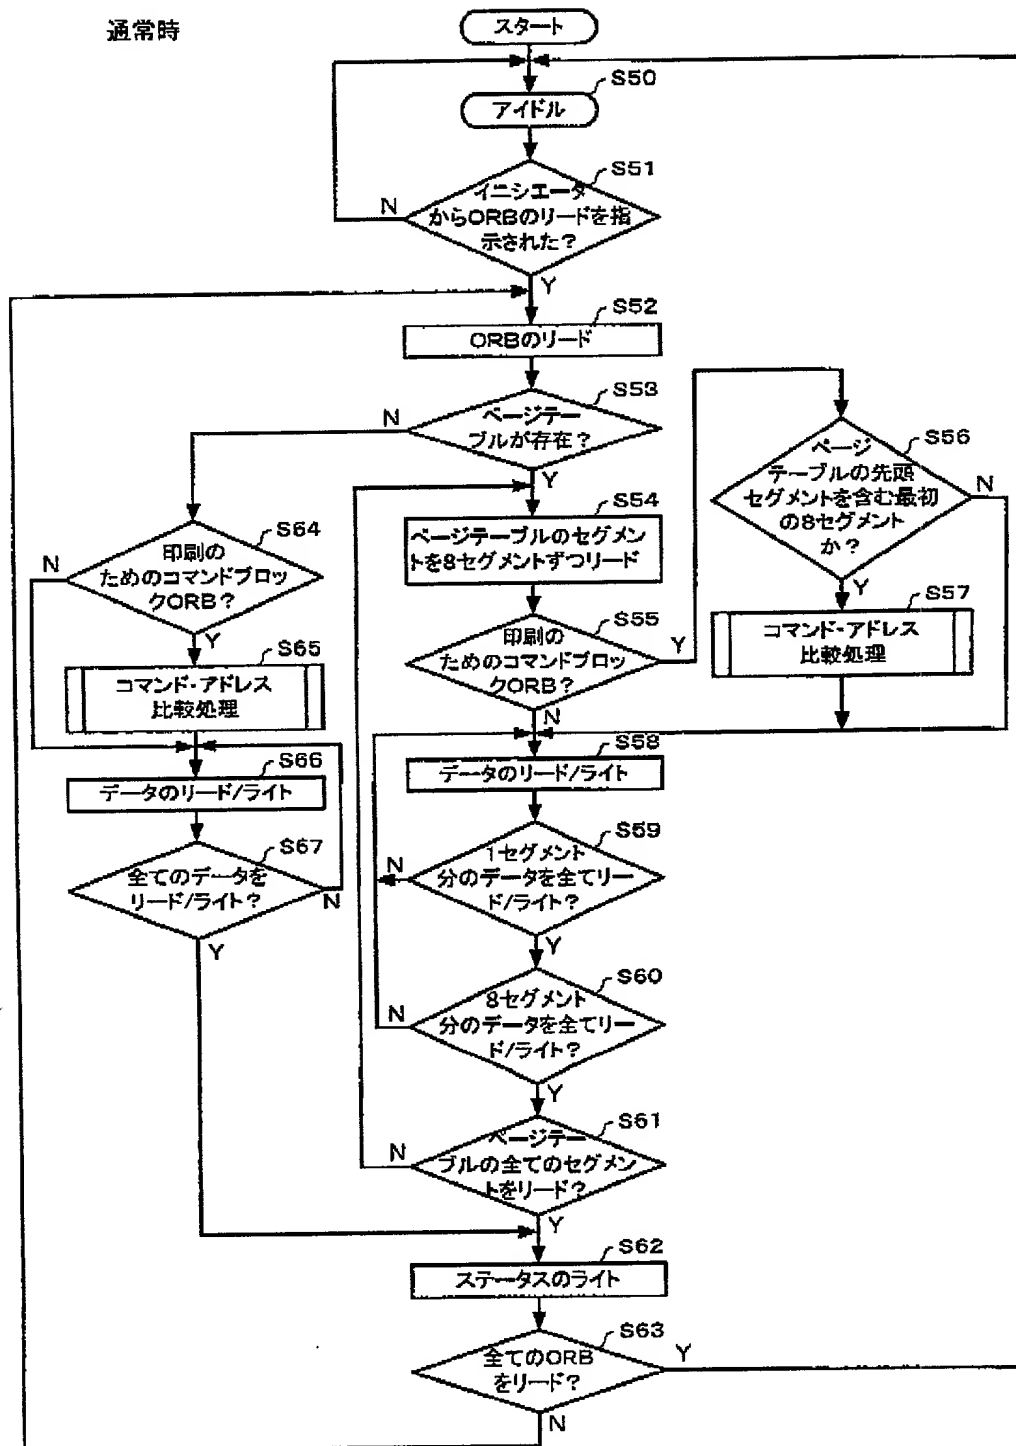 通常時
スタート
S50
アイドル
S51
イニシエータ
からORBのリードを指
示された?
N
Y
S52
ORBのリード
S53
ページテー
ブルが存在?
N
Y
S54
ページテーブルのセグメン
トを8セグメントずつリード
S55
印刷の
ためのコマンドブロッ
クORB?
Y
N
S56
ページ
テーブルの先頭
セグメントを含む最初
の8セグメント
か?
N
Y
S57
コマンド・アドレス
比較処理
S64
印刷の
ためのコマンドブロッ
クORB?
N
Y
S65
コマンド・アドレス
比較処理
S66
データのリード/ライト
S67
全てのデータを
リード/ライト?
N
Y
S58
データのリード/ライト
S59
1セグメント
分のデータを全てリー
ド/ライト?
N
Y
S60
8セグメント
分のデータを全てリー
ド/ライト?
N
Y
S61
ページテー
ブルの全てのセグメン
トをリード?
N
Y
S62
ステータスのライト
S63
全てのORB
をリード?
Y
N